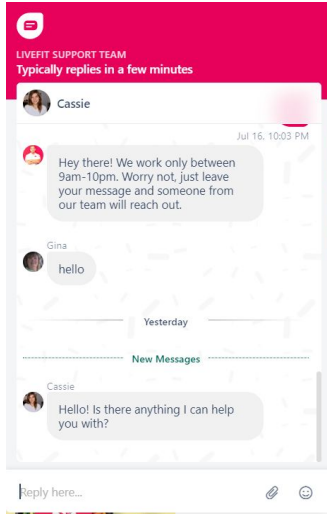 LIVEFIT SUPPORT TEAM
Typically replies in a few minutes
Cassie
Jul 16, 10:03 PM
Hey there! We work only between
9am-10pm. Worry not, just leave
your message and someone from
our team will reach out.
Gina
hello
Yesterday
New Messages
Cassie
Hello! Is there anything I can help
you with?
Reply here...